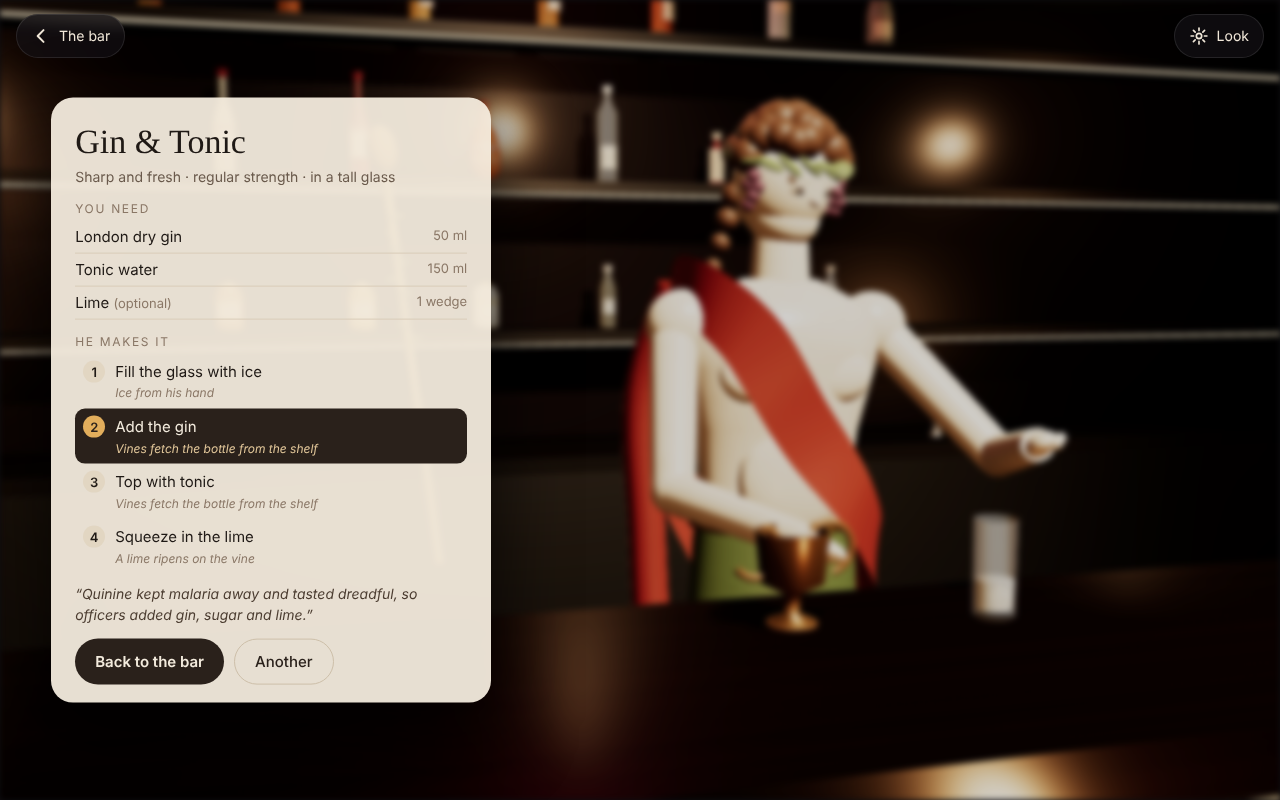 The bar
Look
Gin & Tonic
Sharp and fresh · regular strength · in a tall glass
YOU NEED
London dry gin 50 ml
Tonic water 150 ml
Lime (optional) 1 wedge
HE MAKES IT
1 Fill the glass with ice
Ice from his hand
2 Add the gin
Vines fetch the bottle from the shelf
3 Top with tonic
Vines fetch the bottle from the shelf
4 Squeeze in the lime
A lime ripens on the vine
“Quinine kept malaria away and tasted dreadful, so
officers added gin, sugar and lime.”
Back to the bar Another